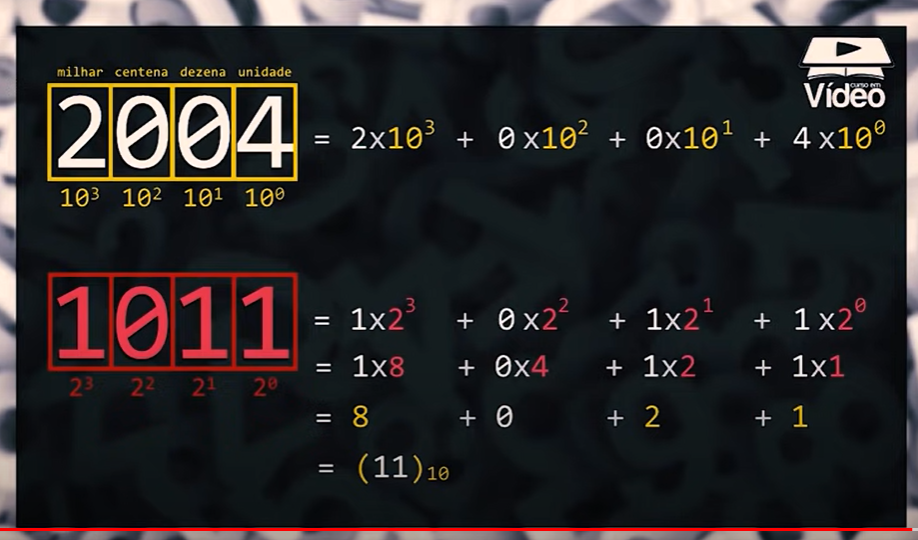 curso em
Vídeo
milhar centena dezena unidade
2004 = 2x10³ + 0x10² + 0x10¹ + 4x10⁰
10³ 10² 10¹ 10⁰
1011 = 1x2³ + 0x2² + 1x2¹ + 1x2⁰
2³ 2² 2¹ 2⁰
= 1x8 + 0x4 + 1x2 + 1x1
= 8 + 0 + 2 + 1
= (11)₁₀